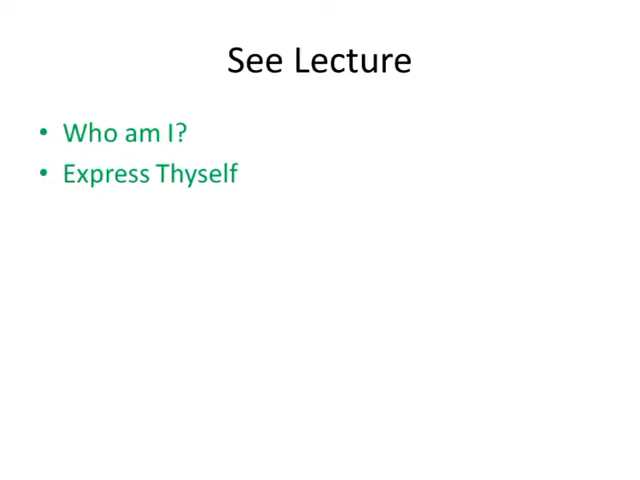 See Lecture
• Who am I?
• Express Thyself